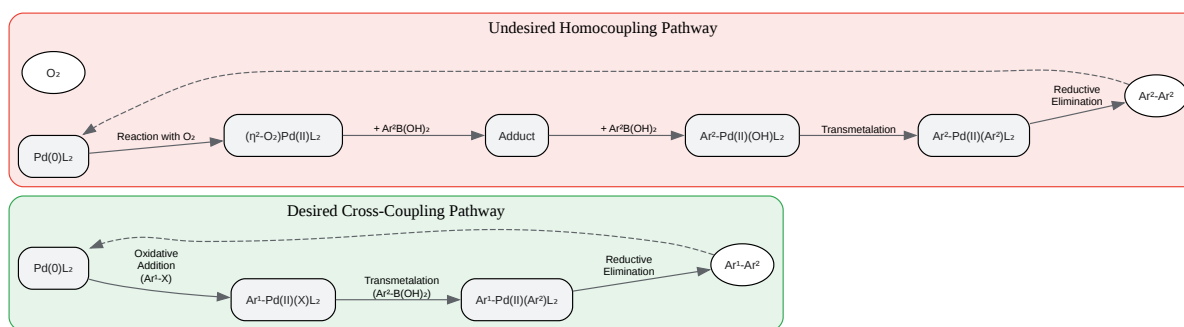 Undesired Homocoupling Pathway
O₂
Reductive
Elimination
Ar²-Ar²
Pd(0)L₂
Reaction with O₂
(η²-O₂)Pd(II)L₂
+ Ar²B(OH)₂
Adduct
+ Ar²B(OH)₂
Ar²-Pd(II)(OH)L₂
Transmetalation
Ar²-Pd(II)(Ar²)L₂
Desired Cross-Coupling Pathway
Pd(0)L₂
Oxidative
Addition
(Ar¹-X)
Ar¹-Pd(II)(X)L₂
Transmetalation
(Ar²-B(OH)₂)
Ar¹-Pd(II)(Ar²)L₂
Reductive
Elimination
Ar¹-Ar²